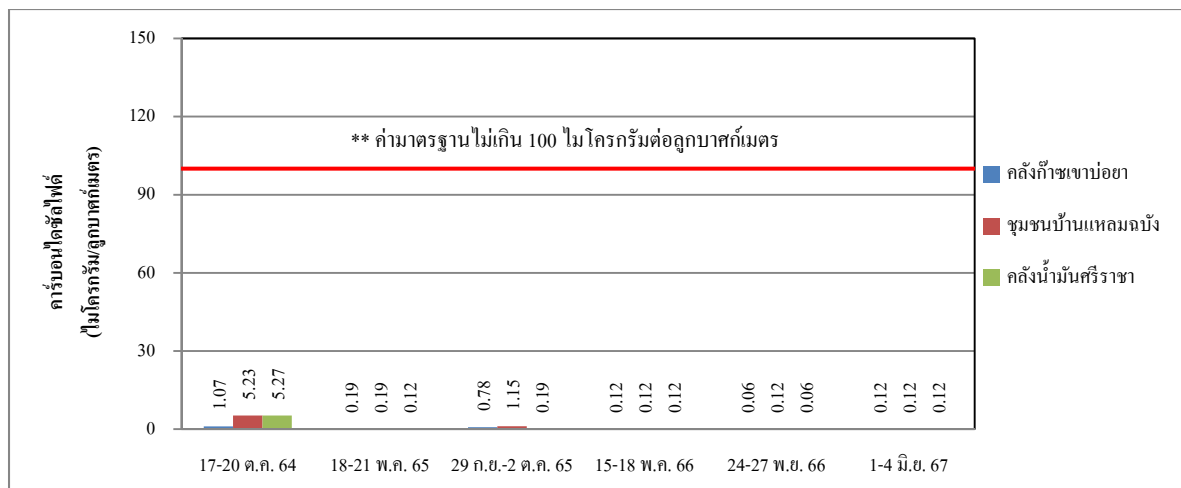 150
120
90
60
30
0
คาร์บอนไดซัลไฟด์
(ไมโครกรัม/ลูกบาศก์เมตร)
** ค่ามาตรฐานไม่เกิน 100 ไมโครกรัมต่อลูกบาศก์เมตร
1.07 5.23 5.27 0.19 0.19 0.12 0.78 1.15 0.19 0.12 0.12 0.12 0.06 0.12 0.06 0.12 0.12 0.12
17-20 ต.ค. 64 18-21 พ.ค. 65 29 ก.ย.-2 ต.ค. 65 15-18 พ.ค. 66 24-27 พ.ย. 66 1-4 มิ.ย. 67
คลังก๊าซเขาบ่อยา
ชุมชนบ้านแหลมฉบัง
คลังน้ำมันศรีราชา